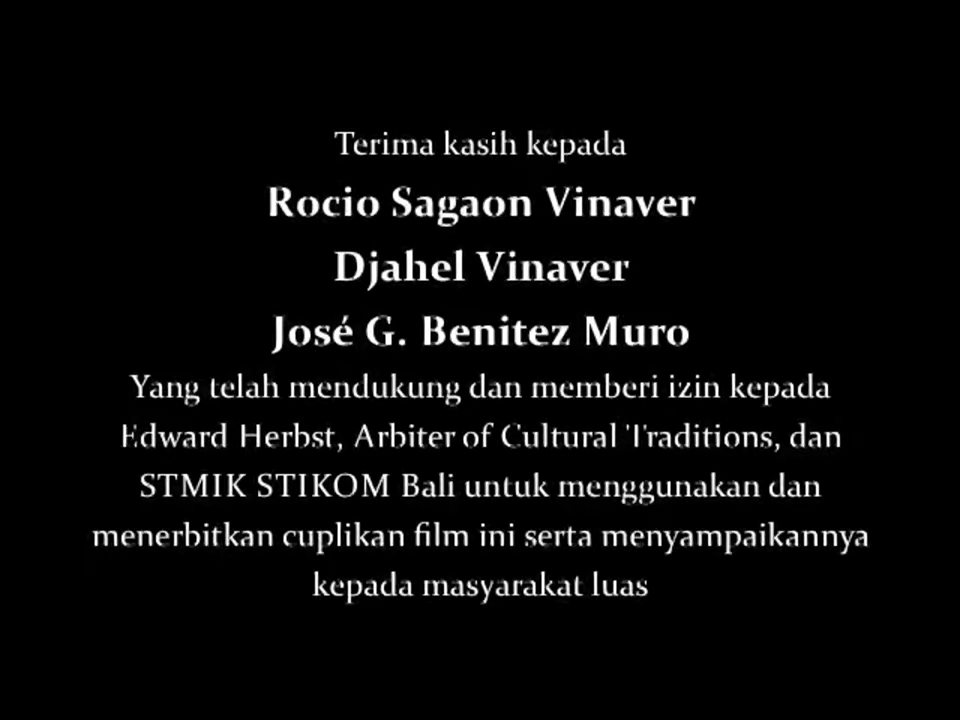 Terima kasih kepada
Rocio Sagaon Vinaver
Djahel Vinaver
José G. Benitez Muro
Yang telah mendukung dan memberi izin kepada
Edward Herbst, Arbiter of Cultural Traditions, dan
STMIK STIKOM Bali untuk menggunakan dan
menerbitkan cuplikan film ini serta menyampaikannya
kepada masyarakat luas